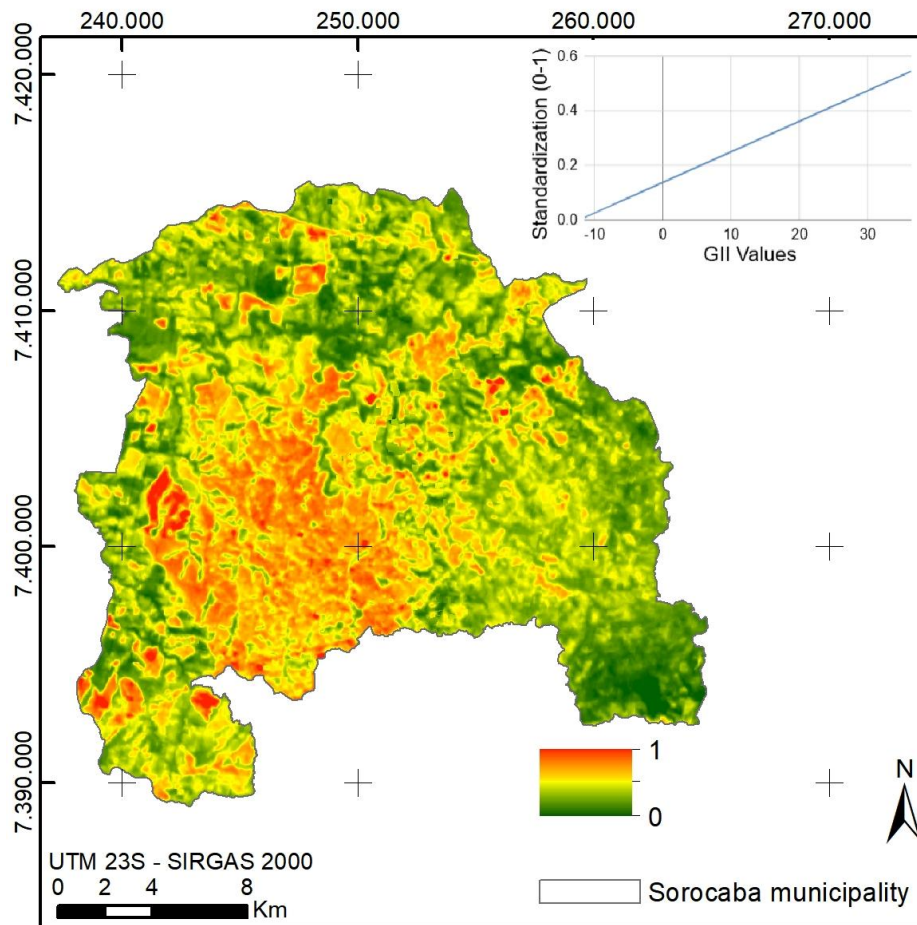 240.000 250.000 260.000 270.000
7.420.000
7.410.000
7.400.000
7.390.000
Standardization (0-1)
0.6
0.4
0.2
0.0
-10 0 10 20 30
GII Values
1
0
N
UTM 23S - SIRGAS 2000
0 2 4 8
Km
Sorocaba municipality